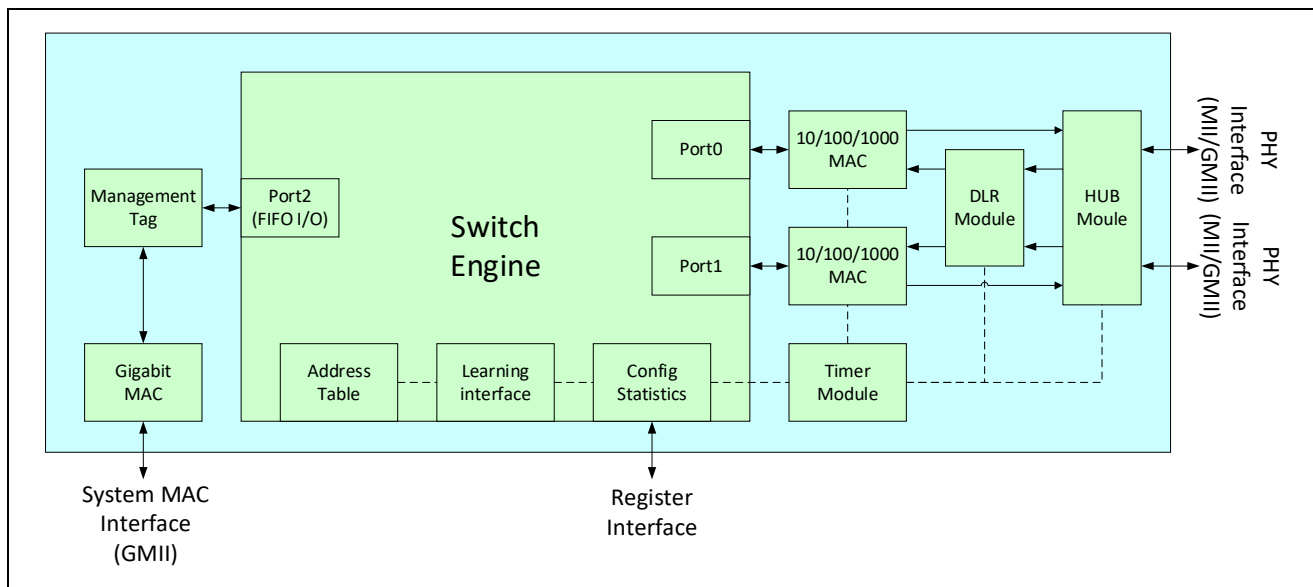 Port0
10/100/1000
MAC
DLR
Module
HUB
Moule
PHY
Interface
(MII/GMII)
Management
Tag
Port2
(FIFO I/O)
Switch
Engine
Port1
10/100/1000
MAC
PHY
Interface
(MII/GMII)
Gigabit
MAC
Address
Table
Learning
interface
Config
Statistics
Timer
Module
System MAC
Interface
(GMII)
Register
Interface